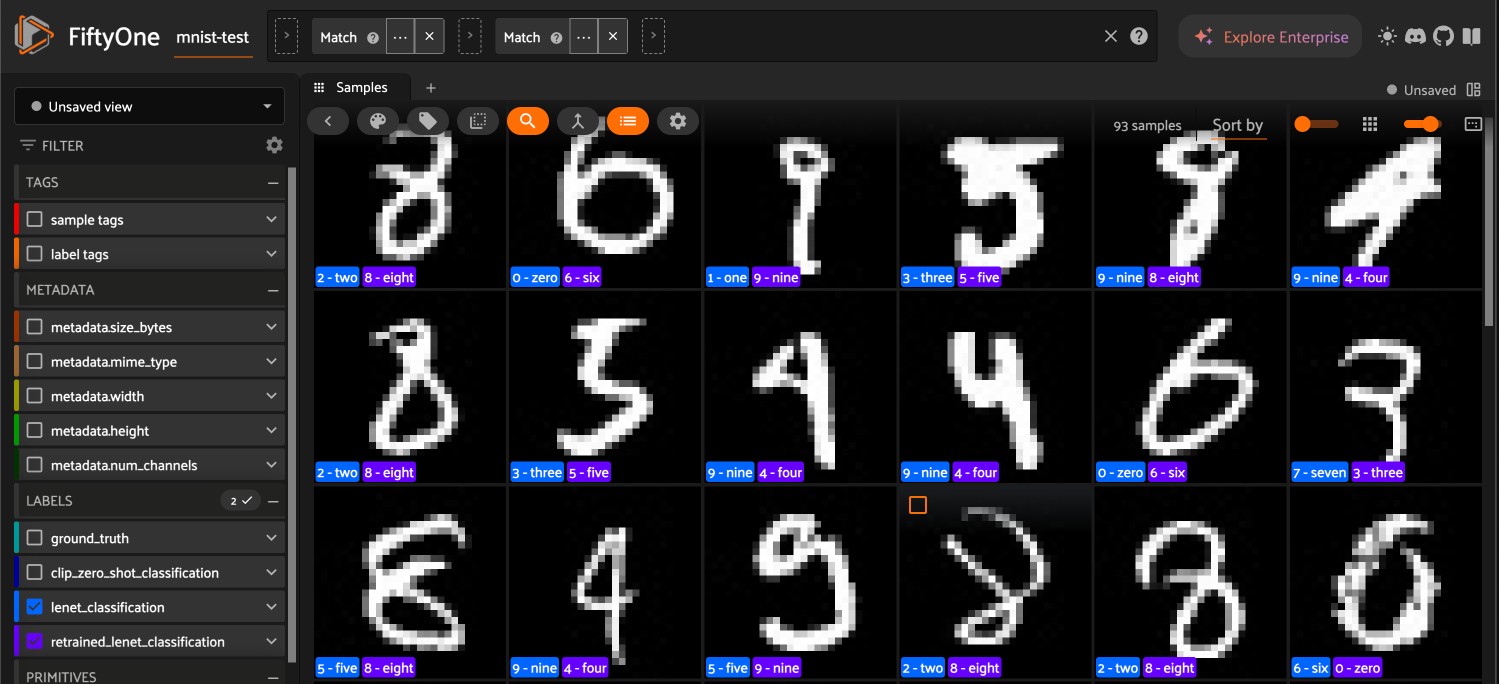 FiftyOne mnist-test Match ? ... × Match ? ... × × ? Explore Enterprise
Samples +
Unsaved
Unsaved view
93 samples Sort by
FILTER
TAGS
sample tags
label tags
METADATA
metadata.size_bytes
metadata.mime_type
metadata.width
metadata.height
metadata.num_channels
LABELS 2
ground_truth
clip_zero_shot_classification
lenet_classification
retrained_lenet_classification
PRIMITIVES
2 - two 8 - eight
0 - zero 6 - six
1 - one 9 - nine
3 - three 5 - five
9 - nine 8 - eight
9 - nine 4 - four
2 - two 8 - eight
3 - three 5 - five
9 - nine 4 - four
9 - nine 4 - four
0 - zero 6 - six
7 - seven 3 - three
5 - five 8 - eight
9 - nine 4 - four
5 - five 9 - nine
2 - two 8 - eight
2 - two 8 - eight
6 - six 0 - zero